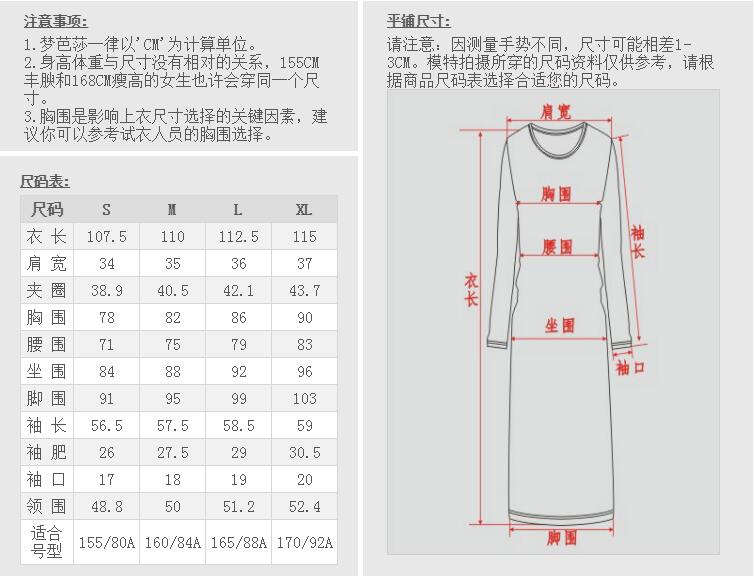 注意事项:
1.梦芭莎一律以'CM'为计算单位。
2.身高体重与尺寸没有相对的关系，155CM
丰腴和168CM瘦高的女生也许会穿同一个尺
寸。
3.胸围是影响上衣尺寸选择的关键因素，建
议你可以参考试衣人员的胸围选择。
尺码表:
尺码 S M L XL
衣 长 107.5 110 112.5 115
肩 宽 34 35 36 37
夹 圈 38.9 40.5 42.1 43.7
胸 围 78 82 86 90
腰 围 71 75 79 83
坐 围 84 88 92 96
脚 围 91 95 99 103
袖 长 56.5 57.5 58.5 59
袖 肥 26 27.5 29 30.5
袖 口 17 18 19 20
领 围 48.8 50 51.2 52.4
适合
号型 155/80A 160/84A 165/88A 170/92A
平铺尺寸:
请注意：因测量手势不同，尺寸可能相差1-
3CM。模特拍摄所穿的尺码资料仅供参考，请根
据商品尺码表选择合适您的尺码。
肩宽
胸围
袖长
腰围
衣长
坐围
袖口
脚围